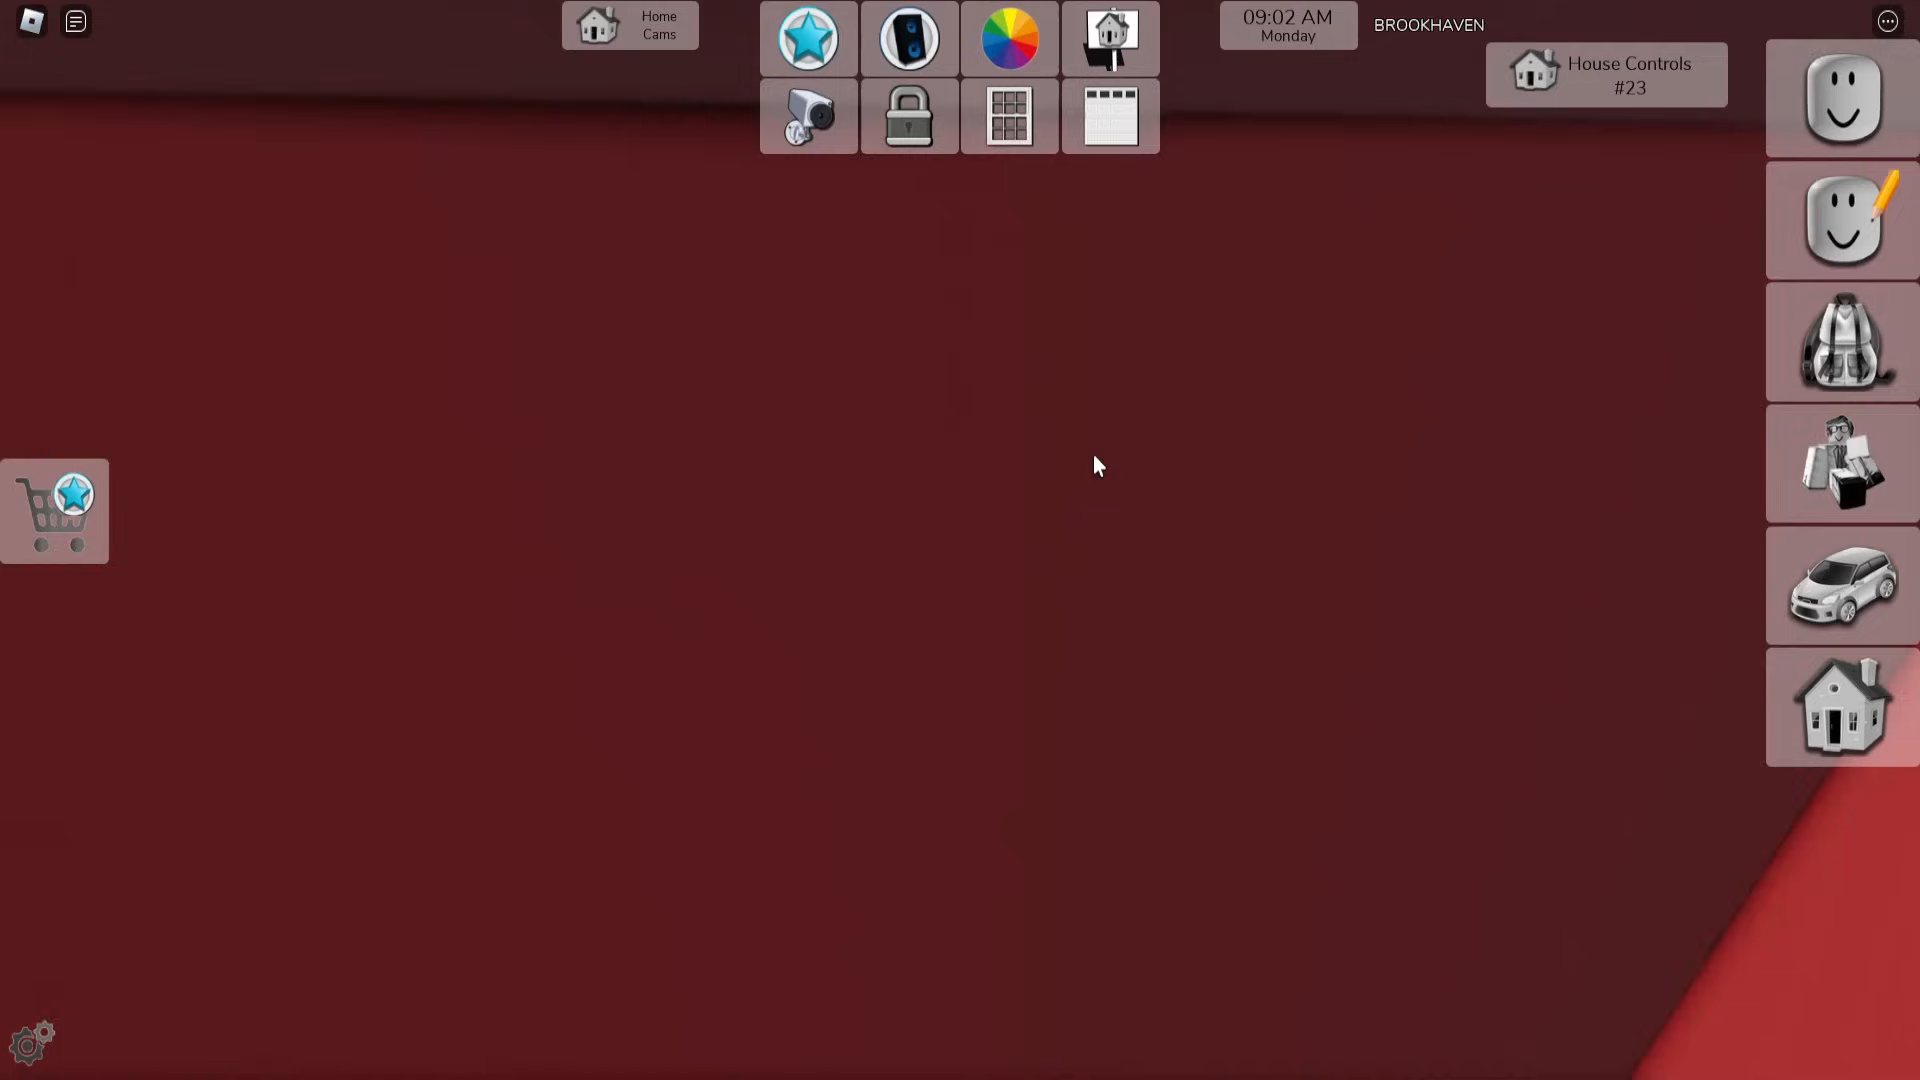 Home
Cams
09:02 AM
Monday
BROOKHAVEN
House Controls
#23